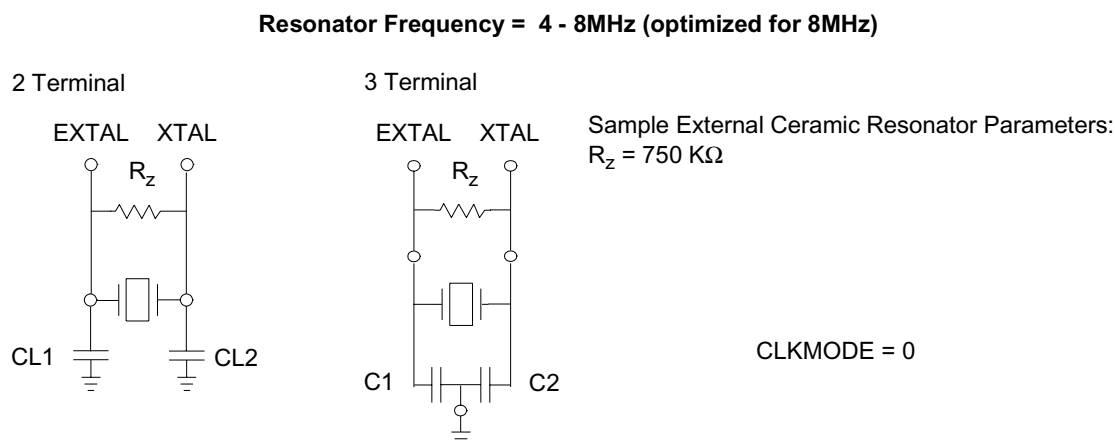 Resonator Frequency = 4 - 8MHz (optimized for 8MHz)
2 Terminal
EXTAL XTAL
Rz
CL1
CL2
3 Terminal
EXTAL XTAL
Rz
C1
C2
Sample External Ceramic Resonator Parameters:
Rz = 750 KΩ
CLKMODE = 0